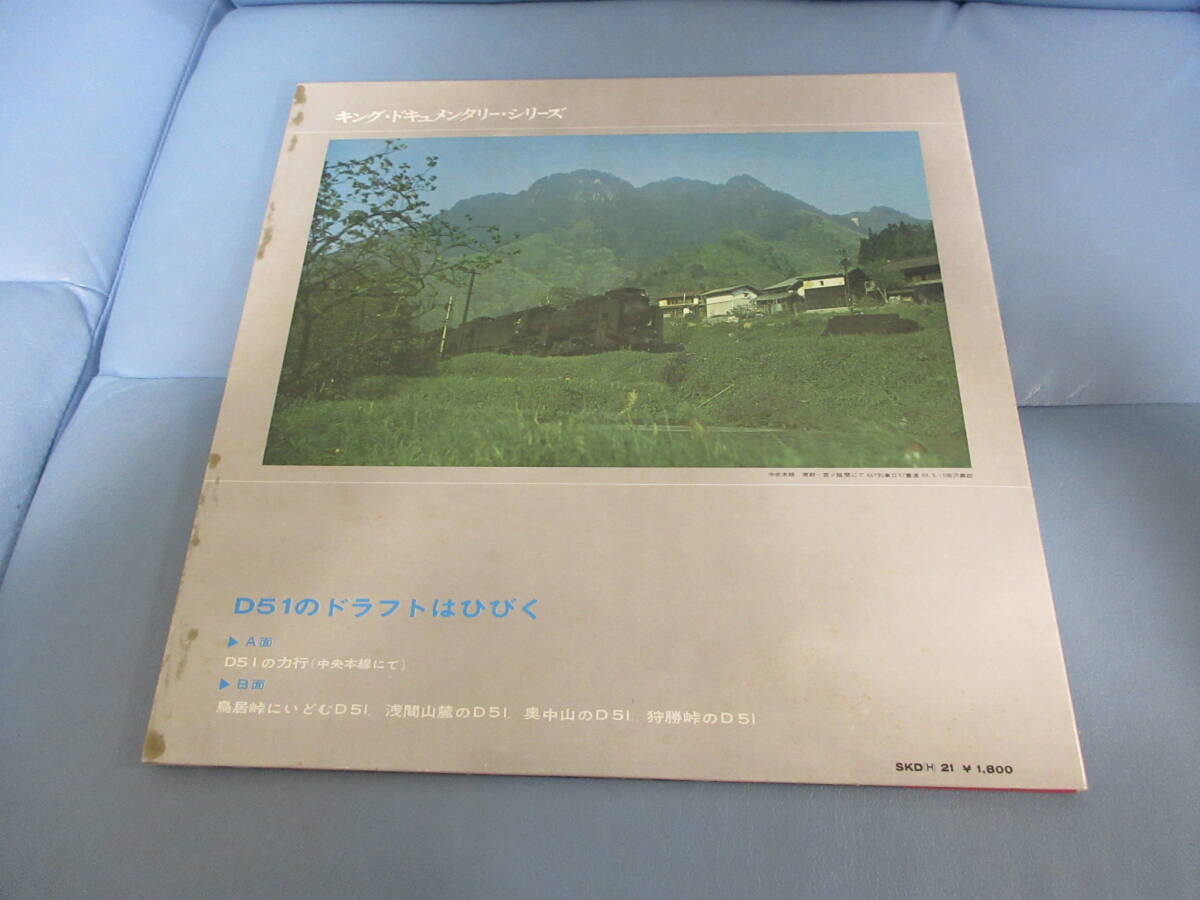 キング・ドキュメンタリー・シリーズ
中央本線
D51のドラフトはひびく
▶ A面
D51の力行(中央本線にて)
▶ B面
鳥居峠にいどむD51. 浅間山麓のD51. 奥中山のD51. 狩勝峠のD51
SKD(H) 21 ¥ 1,800